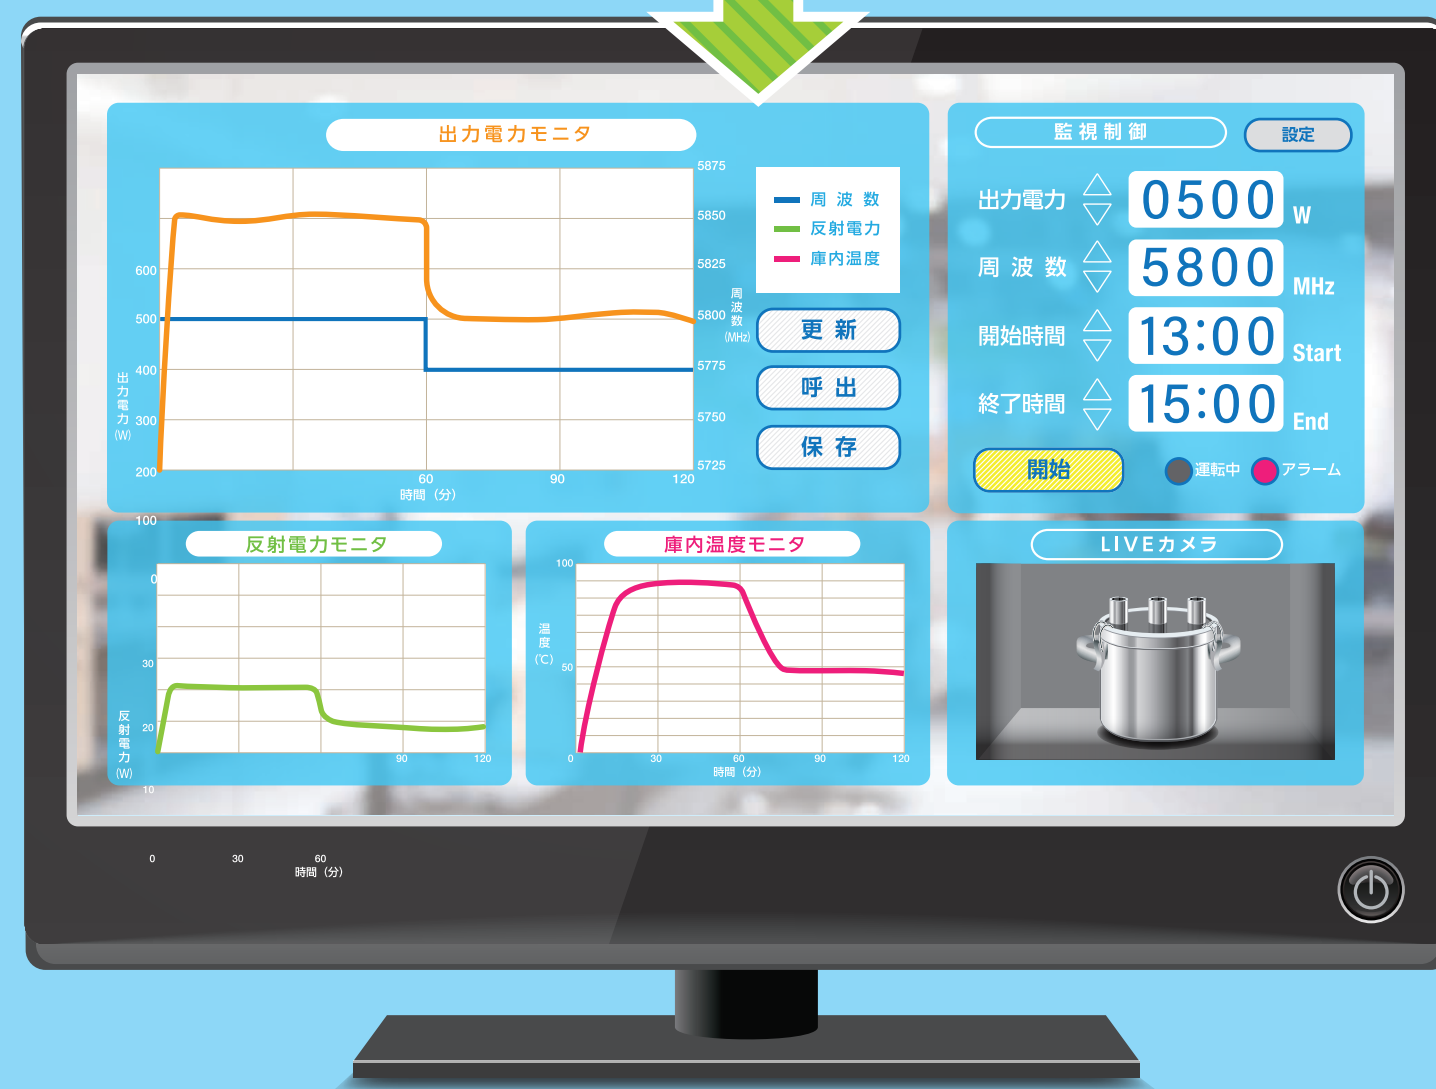 出力電力モニタ
5875
5850
5825
5800
5775
5750
5725
周波数
(MHz)
600
500
400
300
200
100
0
出力電力
(W)
60
90
120
時間（分）
周波数
反射電力
庫内温度
更新
呼出
保存
監視制御
設定
出力電力
0500
W
周波数
5800
MHz
開始時間
13:00
Start
終了時間
15:00
End
開始
運転中
アラーム
反射電力モニタ
30
20
10
反射電力
(W)
90
120
0
30
60
時間（分）
庫内温度モニタ
100
50
0
温度
(℃)
30
60
90
120
時間（分）
LIVEカメラ